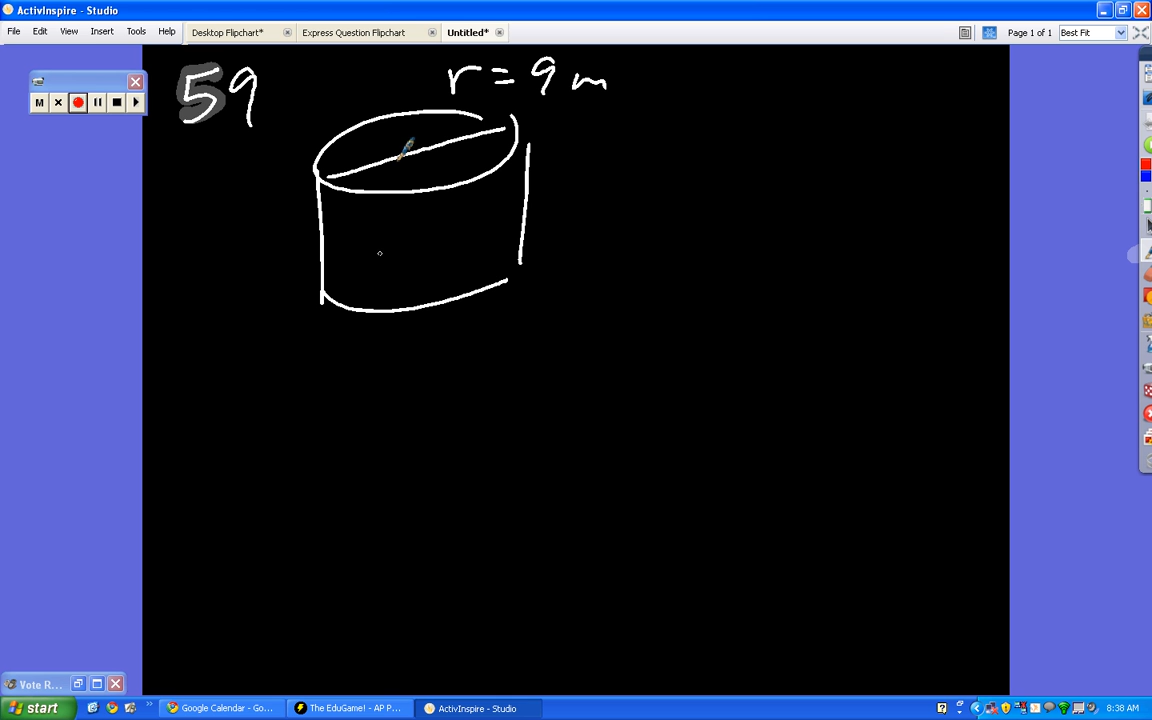 ActivInspire - Studio
File Edit View Insert Tools Help
Desktop Flipchart* Express Question Flipchart Untitled*
Page 1 of 1 Best Fit
M
59
r = 9 m
Vote R...
start Google Calendar - Go... The EduGame! - AP P... ActivInspire - Studio 8:38 AM